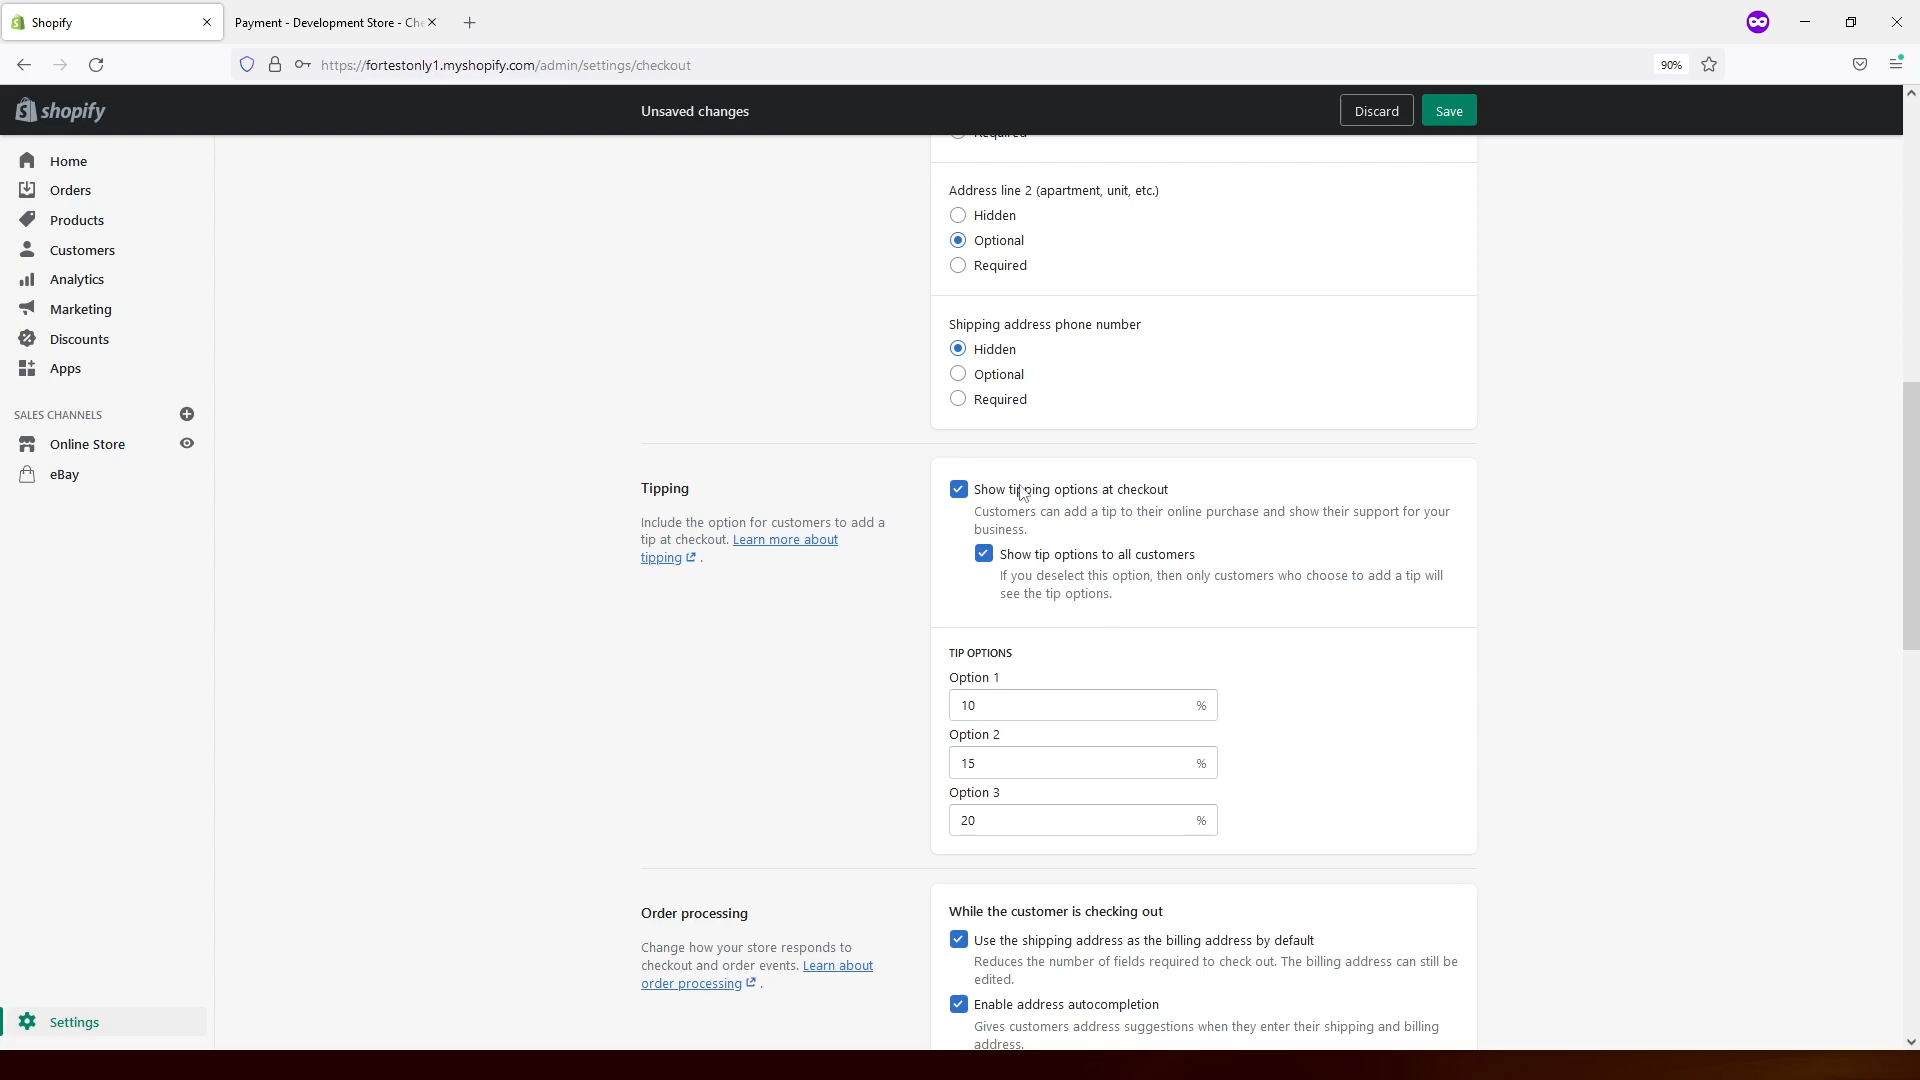 Shopify
Payment - Development Store - Che
https://fortestonly1.myshopify.com/admin/settings/checkout
90%
shopify
Unsaved changes
Discard
Save
Home
Orders
Products
Customers
Analytics
Marketing
Discounts
Apps
SALES CHANNELS
Online Store
eBay
Settings
Required
Address line 2 (apartment, unit, etc.)
Hidden
Optional
Required
Shipping address phone number
Hidden
Optional
Required
Tipping
Include the option for customers to add a
tip at checkout. Learn more about
tipping .
Show tipping options at checkout
Customers can add a tip to their online purchase and show their support for your
business.
Show tip options to all customers
If you deselect this option, then only customers who choose to add a tip will
see the tip options.
TIP OPTIONS
Option 1
10 %
Option 2
15 %
Option 3
20 %
Order processing
Change how your store responds to
checkout and order events. Learn about
order processing .
While the customer is checking out
Use the shipping address as the billing address by default
Reduces the number of fields required to check out. The billing address can still be
edited.
Enable address autocompletion
Gives customers address suggestions when they enter their shipping and billing
address.